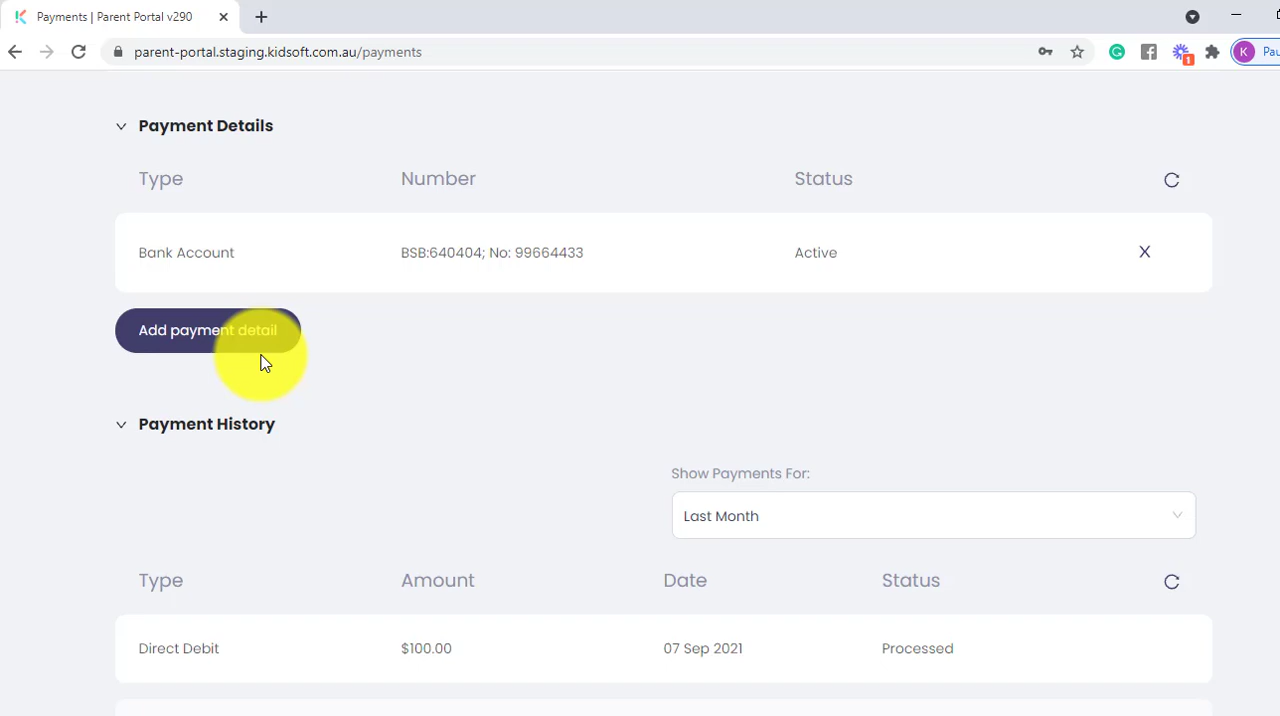 Payments | Parent Portal v290
parent-portal.staging.kidsoft.com.au/payments
1
K
Pau
Payment Details
Type Number Status
Bank Account BSB:640404; No: 99664433 Active X
Add payment detail
Payment History
Show Payments For:
Last Month
Type Amount Date Status
Direct Debit $100.00 07 Sep 2021 Processed